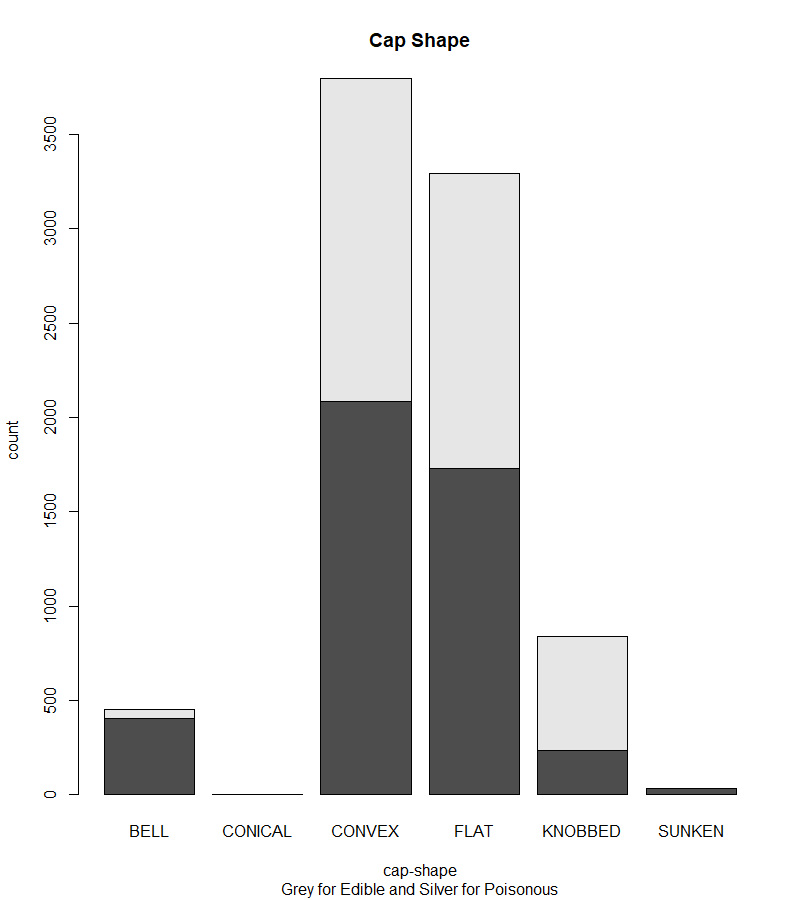 Cap Shape
3500
3000
2500
2000
1500
1000
500
0
count
BELL CONICAL CONVEX FLAT KNOBBED SUNKEN
cap-shape
Grey for Edible and Silver for Poisonous